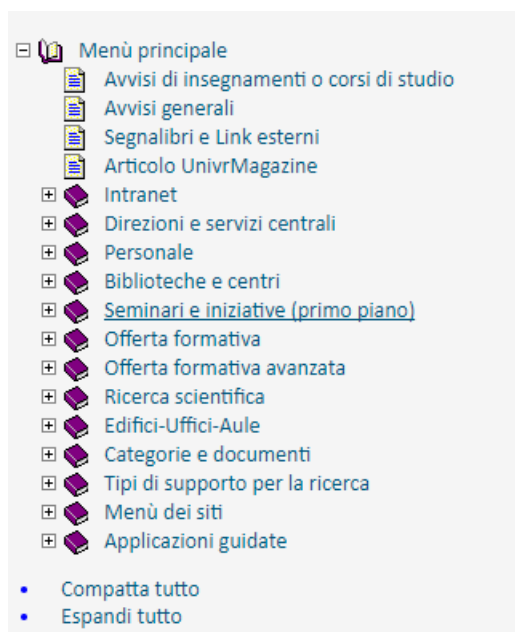 Menù principale
Avvisi di insegnamenti o corsi di studio
Avvisi generali
Segnalibri e Link esterni
Articolo UnivrMagazine
Intranet
Direzioni e servizi centrali
Personale
Biblioteche e centri
Seminari e iniziative (primo piano)
Offerta formativa
Offerta formativa avanzata
Ricerca scientifica
Edifici-Uffici-Aule
Categorie e documenti
Tipi di supporto per la ricerca
Menù dei siti
Applicazioni guidate
Compatta tutto
Espandi tutto